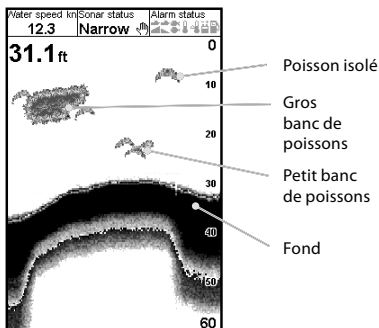 Water speed kn Sonar status Alarm status
12.3 Narrow
31.1ft
0
10
20
30
40
50
60
Poisson isolé
Gros
banc de
poissons
Petit banc
de poissons
Fond